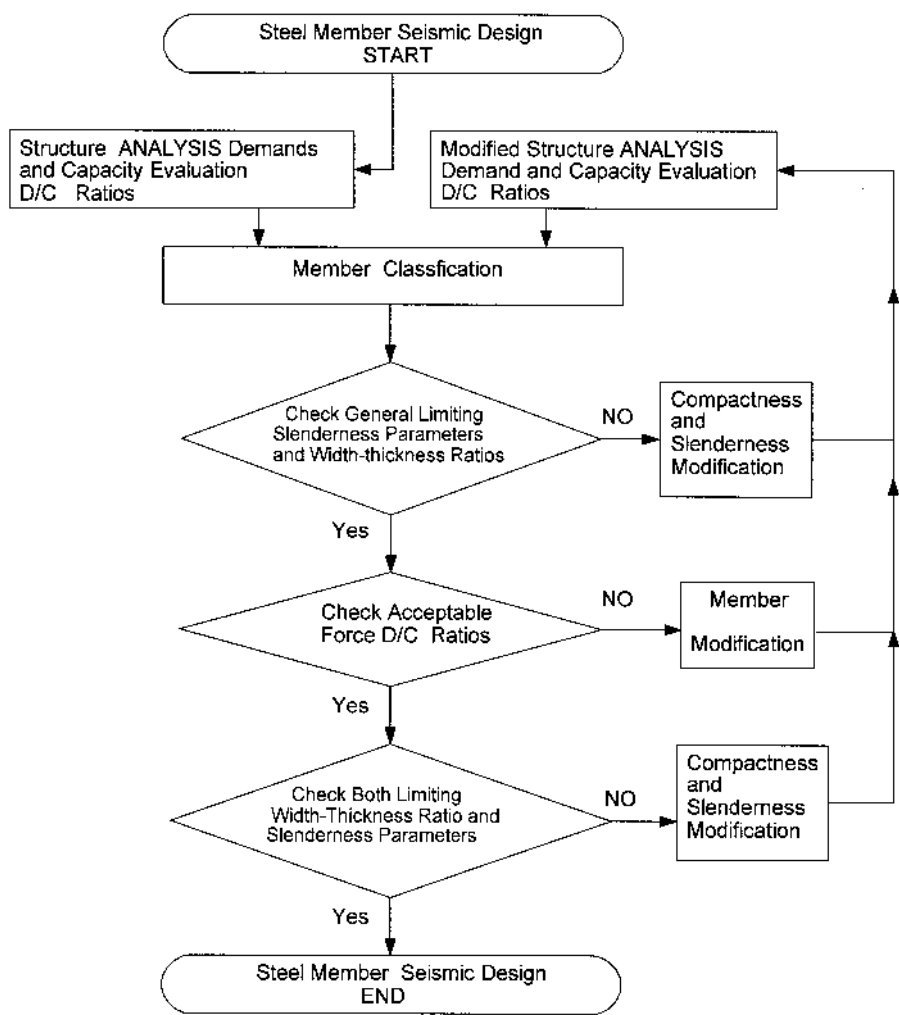 Steel Member Seismic Design
START
Structure ANALYSIS Demands
and Capacity Evaluation
D/C Ratios
Modified Structure ANALYSIS
Demand and Capacity Evaluation
D/C Ratios
Member Classfication
Check General Limiting
Slenderness Parameters
and Width-thickness Ratios
NO
Compactness
and
Slenderness
Modification
Yes
Check Acceptable
Force D/C Ratios
NO
Member
Modification
Yes
Check Both Limiting
Width-Thickness Ratio and
Slenderness Parameters
NO
Compactness
and
Slenderness
Modification
Yes
Steel Member Seismic Design
END